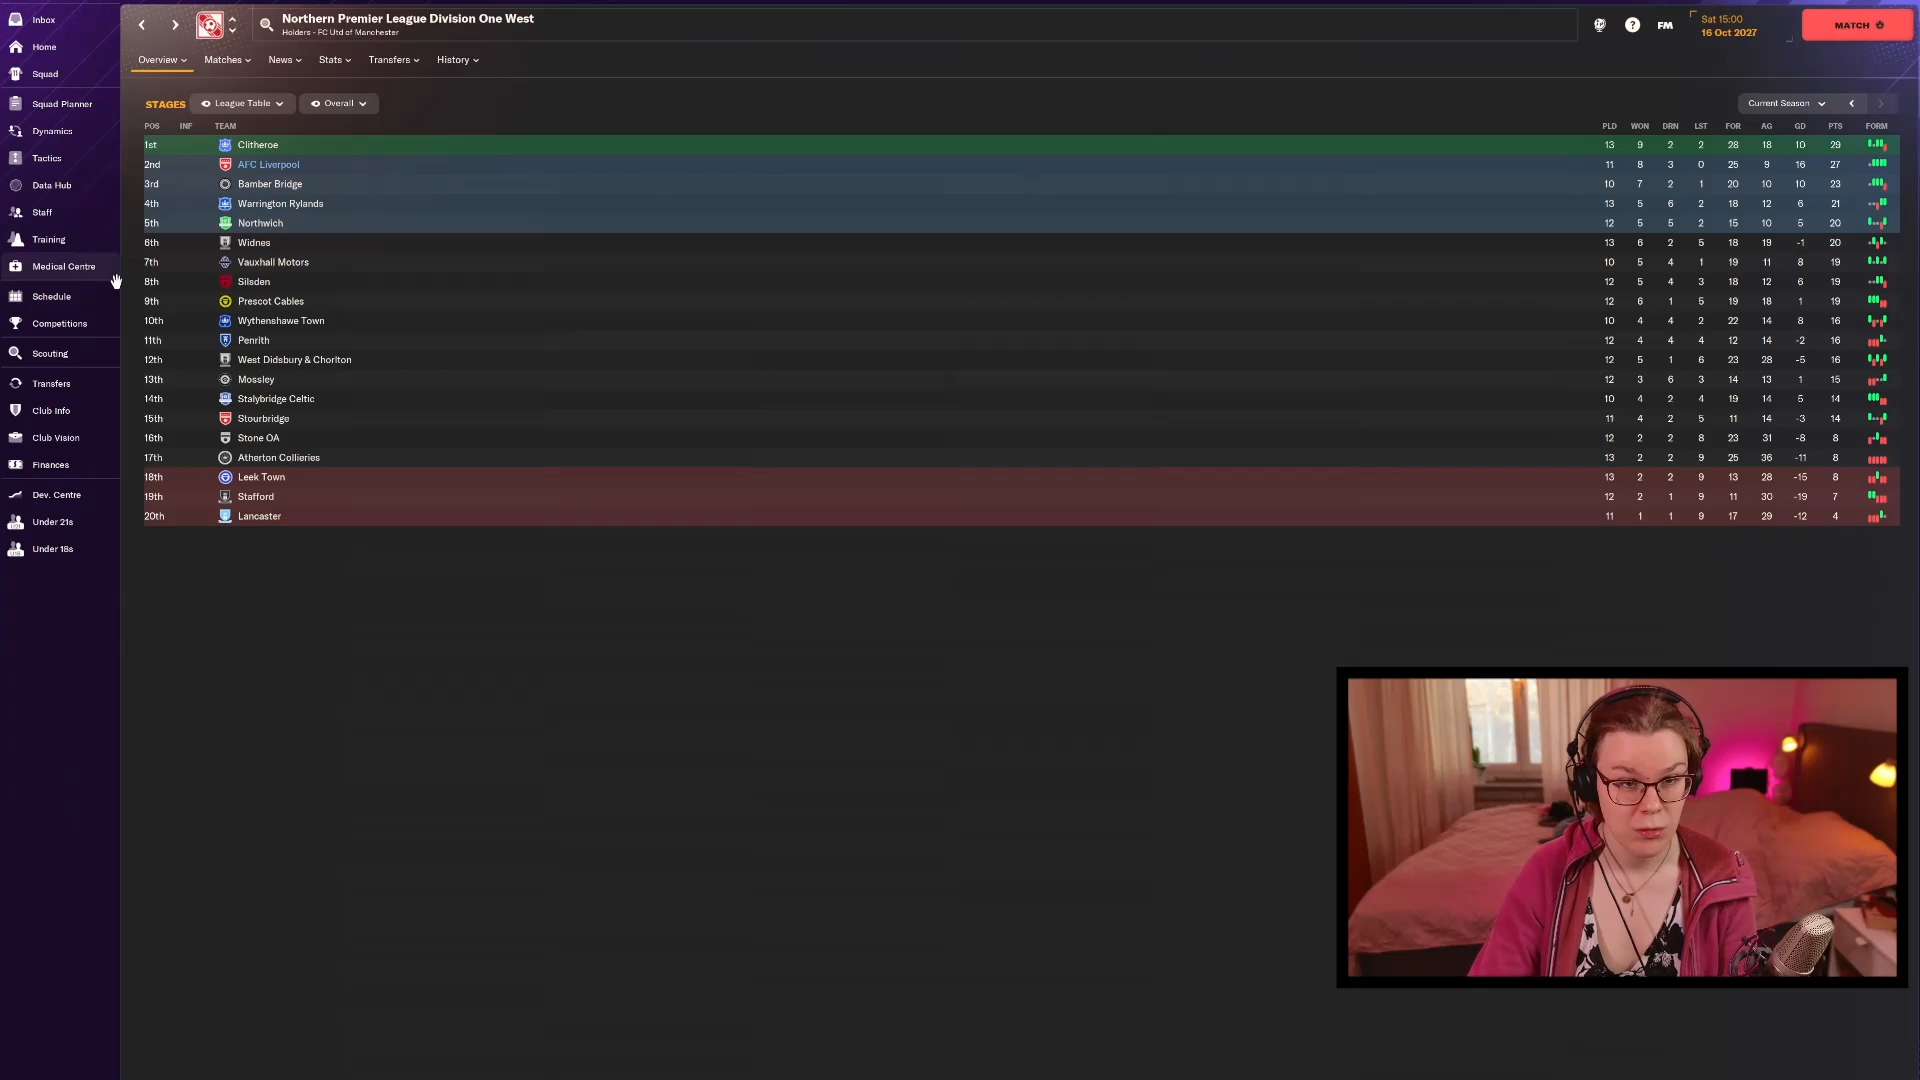 Inbox
Home
Squad
Squad Planner
Dynamics
Tactics
Data Hub
Staff
Training
Medical Centre
Schedule
Competitions
Scouting
Transfers
Club Info
Club Vision
Finances
Dev. Centre
Under 21s
Under 18s
Northern Premier League Division One West
Holders - FC Utd of Manchester
? FM Sat 15:00
16 Oct 2027
MATCH
Overview Matches News Stats Transfers History
STAGES League Table Overall Current Season
POS INF TEAM PLD WON DRN LST FOR AG GD PTS FORM
1st Clitheroe 13 9 2 2 28 18 10 29
2nd AFC Liverpool 11 8 3 0 25 9 16 27
3rd Bamber Bridge 10 7 2 1 20 10 10 23
4th Warrington Rylands 13 5 6 2 18 12 6 21
5th Northwich 12 5 5 2 15 10 5 20
6th Widnes 13 6 2 5 18 19 -1 20
7th Vauxhall Motors 10 5 4 1 19 11 8 19
8th Silsden 12 5 4 3 18 12 6 19
9th Prescot Cables 12 6 1 5 19 18 1 19
10th Wythenshawe Town 10 4 4 2 22 14 8 16
11th Penrith 12 4 4 4 12 14 -2 16
12th West Didsbury & Chorlton 12 5 1 6 23 28 -5 16
13th Mossley 12 3 6 3 14 13 1 15
14th Stalybridge Celtic 10 4 2 4 19 14 5 14
15th Stourbridge 11 4 2 5 11 14 -3 14
16th Stone OA 12 2 2 8 23 31 -8 8
17th Atherton Collieries 13 2 2 9 25 36 -11 8
18th Leek Town 13 2 2 9 13 28 -15 8
19th Stafford 12 2 1 9 11 30 -19 7
20th Lancaster 11 1 1 9 17 29 -12 4